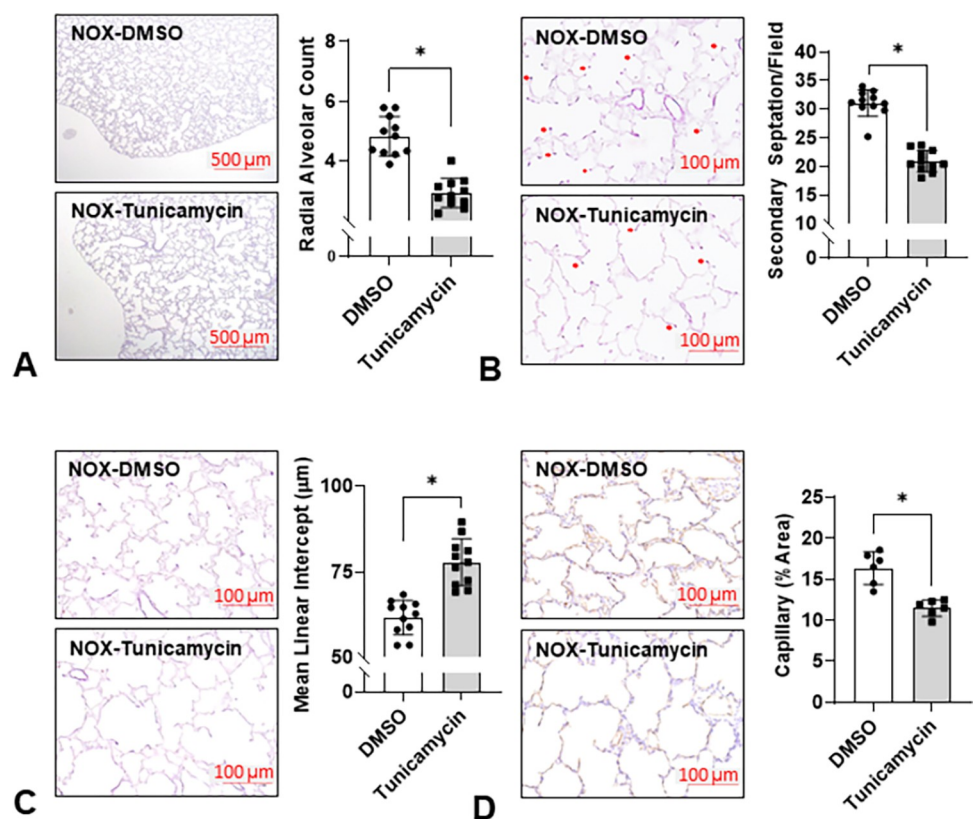 NOX-DMSO
500 µm
NOX-Tunicamycin
500 µm
Radial Alveolar Count
8
6
4
0
*
DMSO
Tunicamycin
A
NOX-DMSO
100 µm
NOX-Tunicamycin
100 µm
Secondary Septation/Field
40
35
30
25
20
15
10
0
*
DMSO
Tunicamycin
B
NOX-DMSO
100 µm
NOX-Tunicamycin
100 µm
Mean Linear Intercept (µm)
100
75
50
0
*
DMSO
Tunicamycin
C
NOX-DMSO
100 µm
NOX-Tunicamycin
100 µm
Capillary (% Area)
25
20
15
10
5
0
*
DMSO
Tunicamycin
D